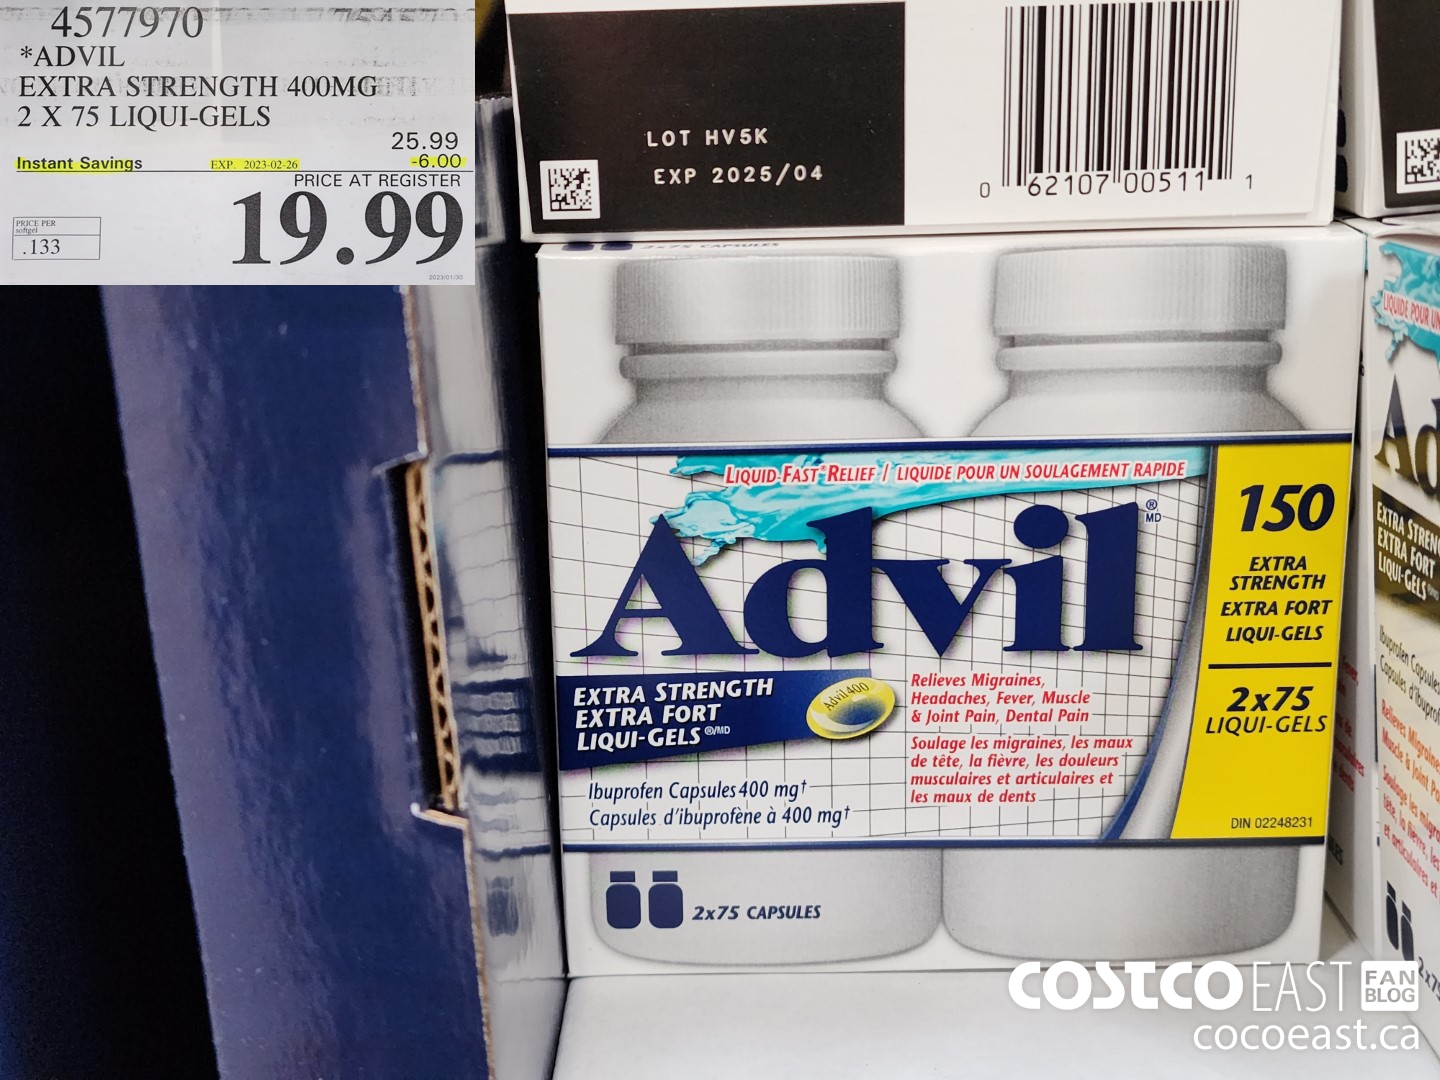 4577970
*ADVIL
EXTRA STRENGTH 400MG
2 X 75 LIQUI-GELS
25.99
Instant Savings EXP. 2023-02-26 -6.00
PRICE AT REGISTER
19.99
PRICE PER
softgel
.133
2023/01/30
LOT HV5K
EXP 2025/04
0 62107 00511 1
2x75 CAPSULES
LIQUID-FAST* RELIEF / LIQUIDE POUR UN SOULAGEMENT RAPIDE
Advil®
MD
EXTRA STRENGTH
EXTRA FORT
LIQUI-GELS®/MD
Advil 400
Relieves Migraines,
Headaches, Fever, Muscle
& Joint Pain, Dental Pain
Soulage les migraines, les maux
de tête, la fièvre, les douleurs
musculaires et articulaires et
les maux de dents
Ibuprofen Capsules 400 mg†
Capsules d'ibuprofène à 400 mg†
150
EXTRA
STRENGTH
EXTRA FORT
LIQUI-GELS
2x75
LIQUI-GELS
DIN 02248231
2x75 CAPSULES
LIQUIDE POUR UN
EXTRA
EXTRA FORT
LIQUI-GELS
Ibuprofen Capsules
COSTCO EAST FAN BLOG
cocoeast.ca